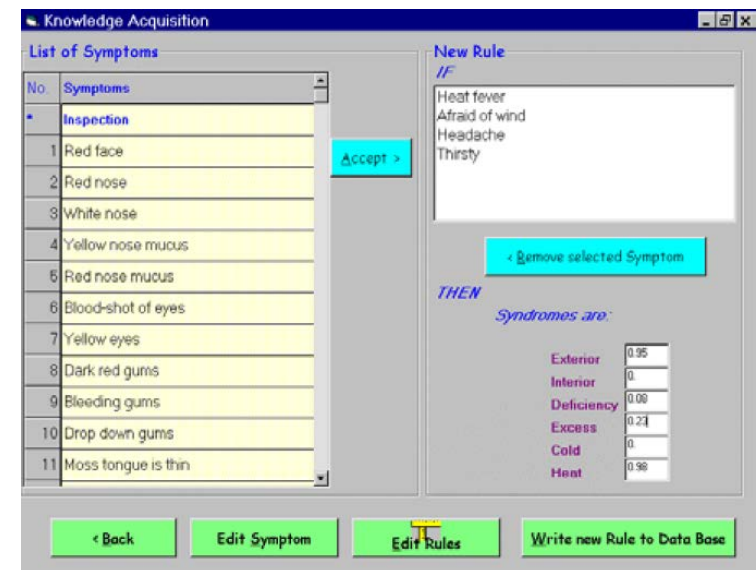 Knowledge Acquisition
List of Symptoms
No. Symptoms
* Inspection
1 Red face
2 Red nose
3 White nose
4 Yellow nose mucus
5 Red nose mucus
6 Blood-shot of eyes
7 Yellow eyes
8 Dark red gums
9 Bleeding gums
10 Drop down gums
11 Moss tongue is thin
Accept >
New Rule
IF
Heat fever
Afraid of wind
Headache
Thirsty
< Remove selected Symptom
THEN
Syndromes are:
Exterior 0.95
Interior 0.
Deficiency 0.08
Excess 0.23
Cold 0.
Heat 0.98
< Back
Edit Symptom
Edit Rules
Write new Rule to Data Base